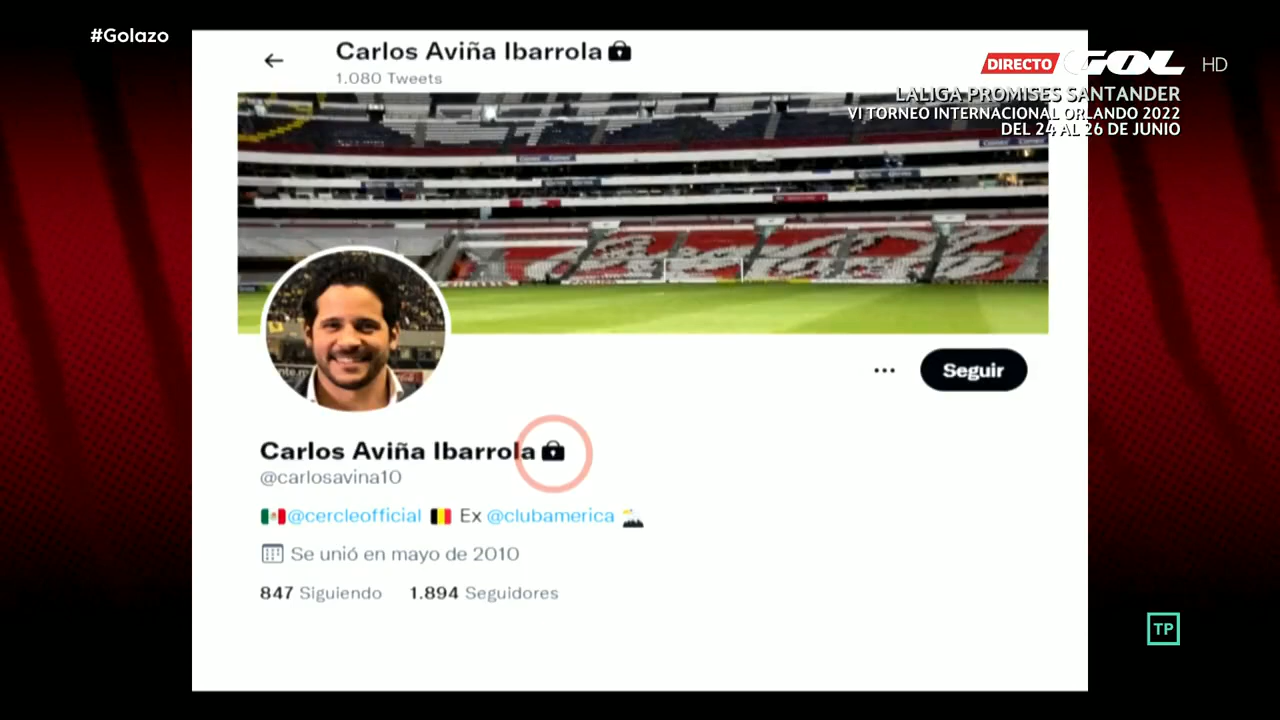 #Golazo
Carlos Aviña Ibarrola
1.080 Tweets
DIRECTO GOL HD
LALIGA PROMISES SANTANDER
VI TORNEO INTERNACIONAL ORLANDO 2022
DEL 24 AL 26 DE JUNIO
Seguir
Carlos Aviña Ibarrola
@carlosavina10
@cercleofficial Ex @clubamerica
Se unió en mayo de 2010
847 Siguiendo 1.894 Seguidores
TP